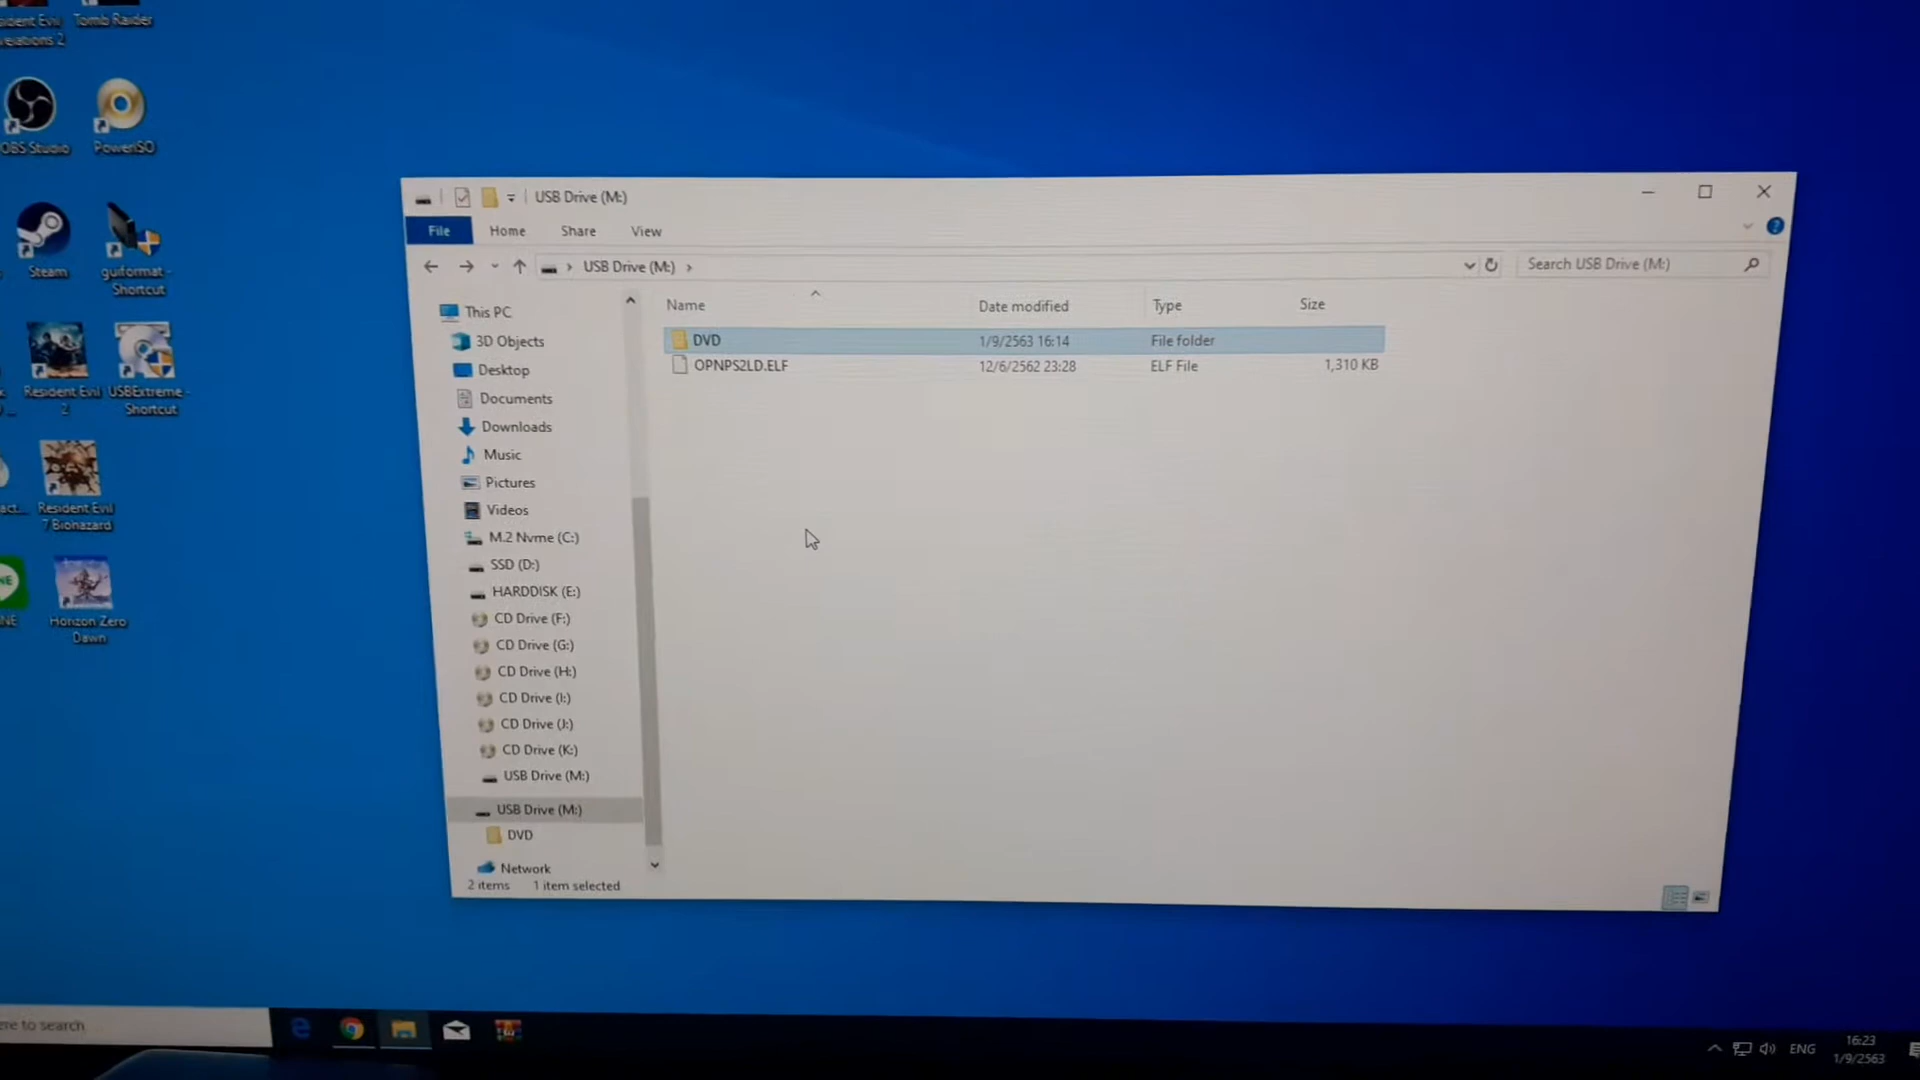 Tomb Raider
OBS Studio
PowerISO
Steam
guiformat -
Shortcut
Resident Evil
2
USBExtreme -
Shortcut
Resident Evil
7 Biohazard
Horizon Zero
Dawn
USB Drive (M:)
File
Home
Share
View
USB Drive (M:)
Search USB Drive (M:)
Name
Date modified
Type
Size
DVD
1/9/2563 16:14
File folder
OPNPS2LD.ELF
12/6/2562 23:28
ELF File
1,310 KB
This PC
3D Objects
Desktop
Documents
Downloads
Music
Pictures
Videos
M.2 Nvme (C:)
SSD (D:)
HARDDISK (E:)
CD Drive (F:)
CD Drive (G:)
CD Drive (H:)
CD Drive (I:)
CD Drive (J:)
CD Drive (K:)
USB Drive (M:)
USB Drive (M:)
DVD
Network
2 items
1 item selected
ere to search
ENG
16:23
1/9/2563